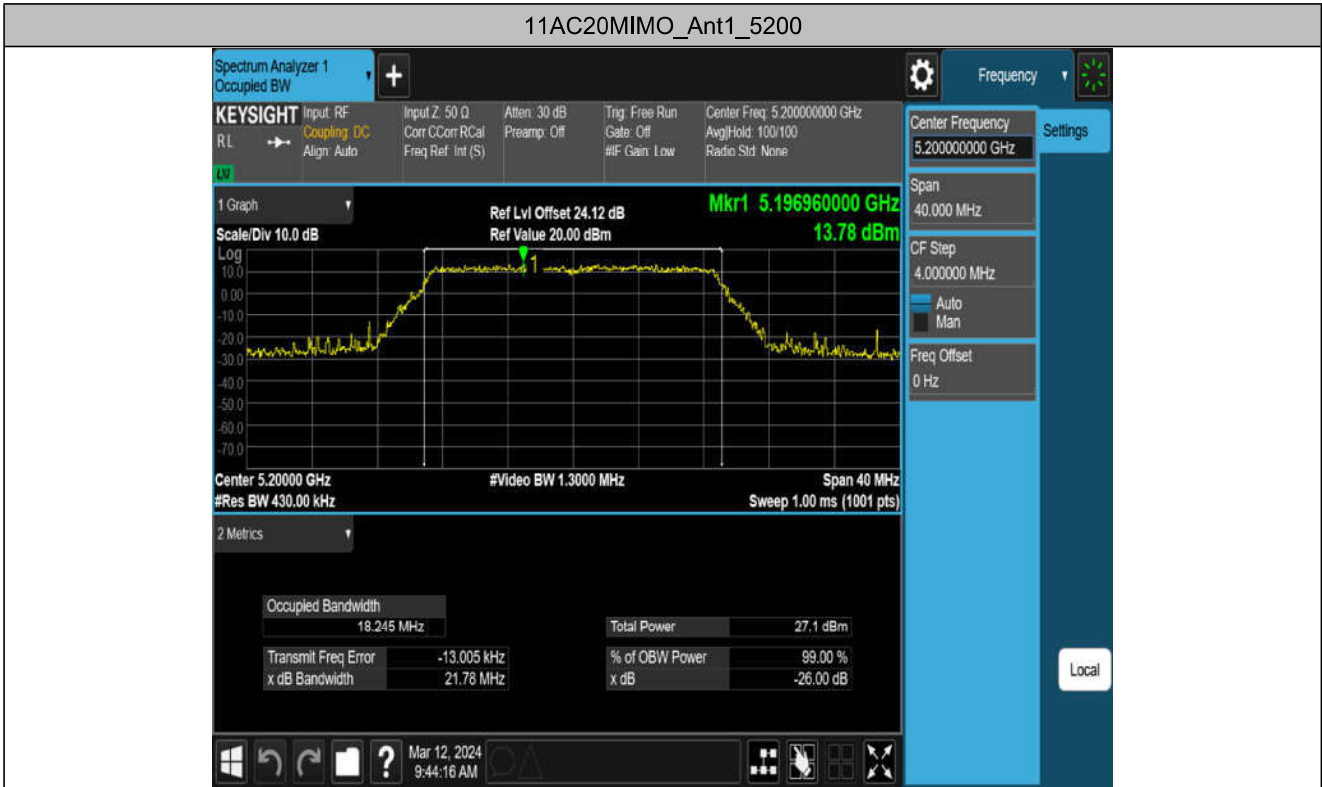 11AC20MIMO_Ant1_5200
Spectrum Analyzer 1
Occupied BW
+
Frequency
KEYSIGHT
RL
LXI
Input: RF
Coupling: DC
Align: Auto
Input Z: 50 Ω
Corr CCorr RCal
Freq Ref: Int (S)
Atten: 30 dB
Preamp: Off
Trig: Free Run
Gate: Off
#IF Gain: Low
Center Freq: 5.200000000 GHz
Avg|Hold: 100/100
Radio Std: None
Center Frequency
5.200000000 GHz
Settings
Span
40.000 MHz
CF Step
4.000000 MHz
Auto
Man
Freq Offset
0 Hz
Local
1 Graph
Scale/Div 10.0 dB
Ref Lvl Offset 24.12 dB
Ref Value 20.00 dBm
Mkr1 5.196960000 GHz
13.78 dBm
Log
10.0
0.00
-10.0
-20.0
-30.0
-40.0
-50.0
-60.0
-70.0
1
Center 5.20000 GHz
#Res BW 430.00 kHz
#Video BW 1.3000 MHz
Span 40 MHz
Sweep 1.00 ms (1001 pts)
2 Metrics
Occupied Bandwidth
18.245 MHz
Total Power 27.1 dBm
Transmit Freq Error -13.005 kHz
% of OBW Power 99.00 %
x dB Bandwidth 21.78 MHz
x dB -26.00 dB
?
Mar 12, 2024
9:44:16 AM